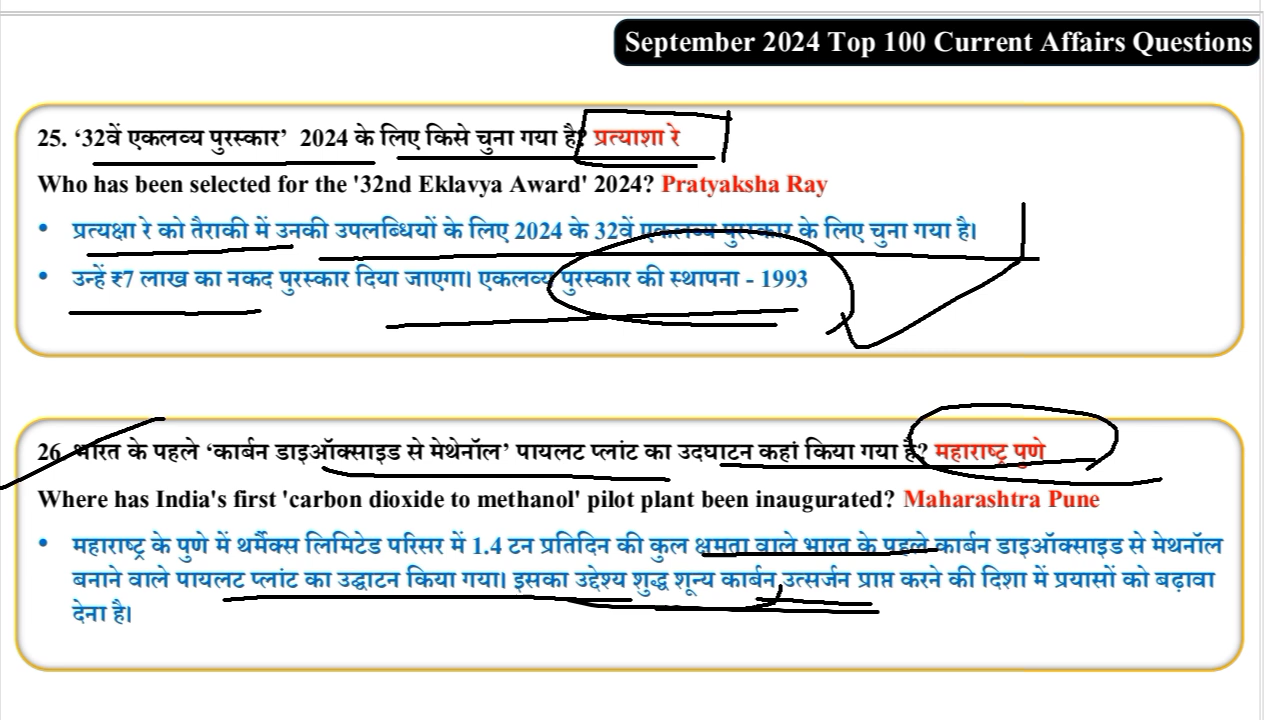 September 2024 Top 100 Current Affairs Questions
25. ‘32वें एकलव्य पुरस्कार’ 2024 के लिए किसे चुना गया है? प्रत्याशा रे
Who has been selected for the '32nd Eklavya Award' 2024? Pratyaksha Ray
• प्रत्यक्षा रे को तैराकी में उनकी उपलब्धियों के लिए 2024 के 32वें एकलव्य पुरस्कार के लिए चुना गया है।
• उन्हें ₹7 लाख का नकद पुरस्कार दिया जाएगा। एकलव्य पुरस्कार की स्थापना - 1993
26. भारत के पहले ‘कार्बन डाइऑक्साइड से मेथेनॉल’ पायलट प्लांट का उदघाटन कहां किया गया है? महाराष्ट्र पुणे
Where has India's first 'carbon dioxide to methanol' pilot plant been inaugurated? Maharashtra Pune
• महाराष्ट्र के पुणे में थर्मैक्स लिमिटेड परिसर में 1.4 टन प्रतिदिन की कुल क्षमता वाले भारत के पहले कार्बन डाइऑक्साइड से मेथनॉल
बनाने वाले पायलट प्लांट का उद्घाटन किया गया। इसका उद्देश्य शुद्ध शून्य कार्बन उत्सर्जन प्राप्त करने की दिशा में प्रयासों को बढ़ावा
देना है।